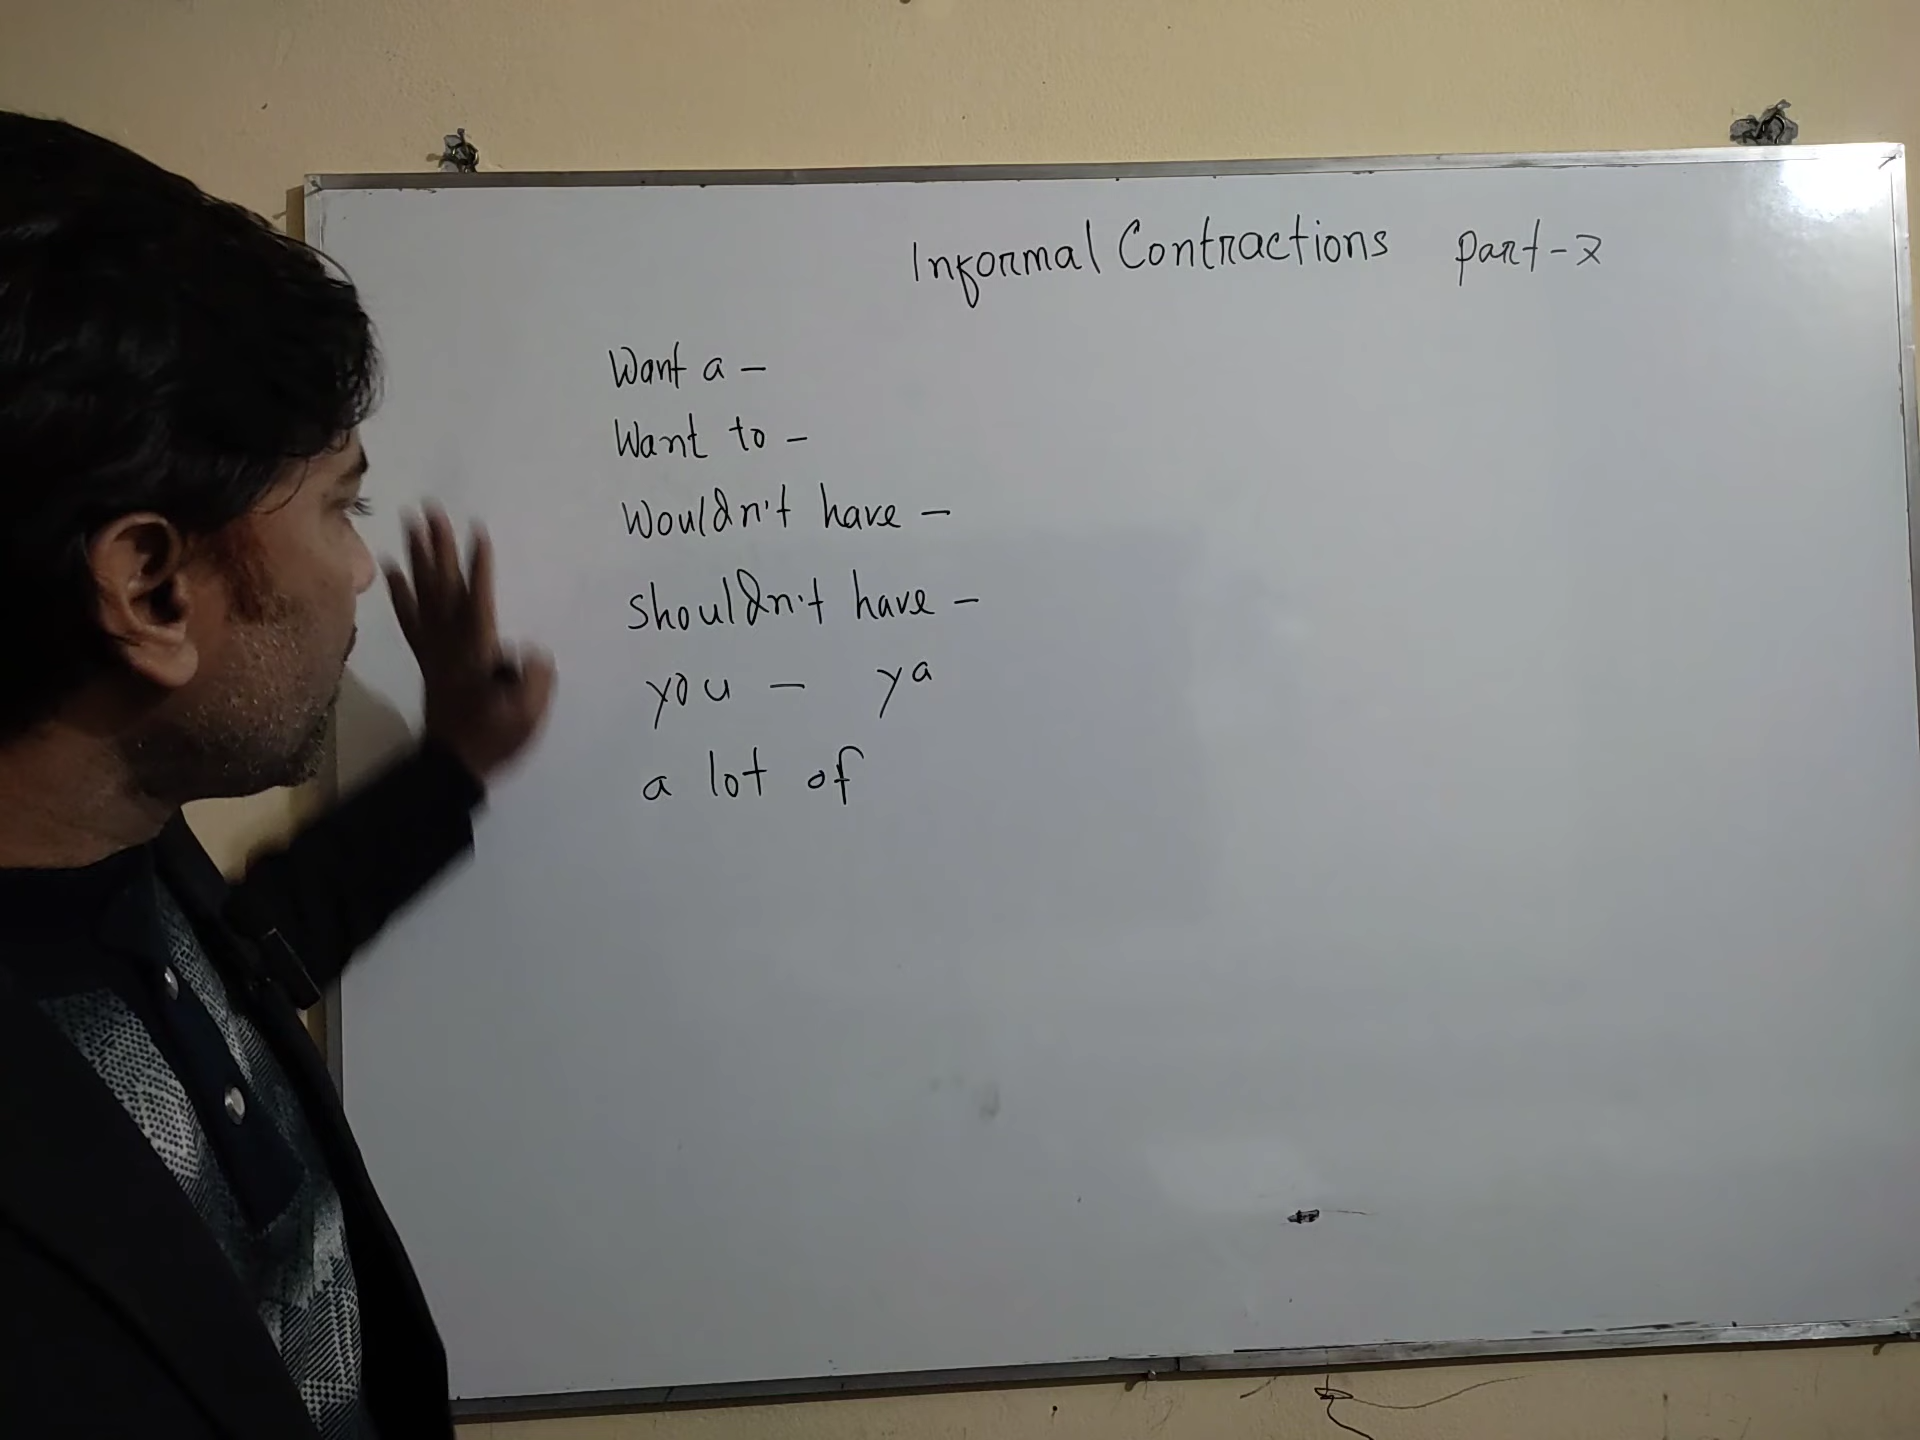 Informal Contractions Part-2
Want a -
Want to -
Wouldn't have -
Shouldn't have -
you - ya
a lot of